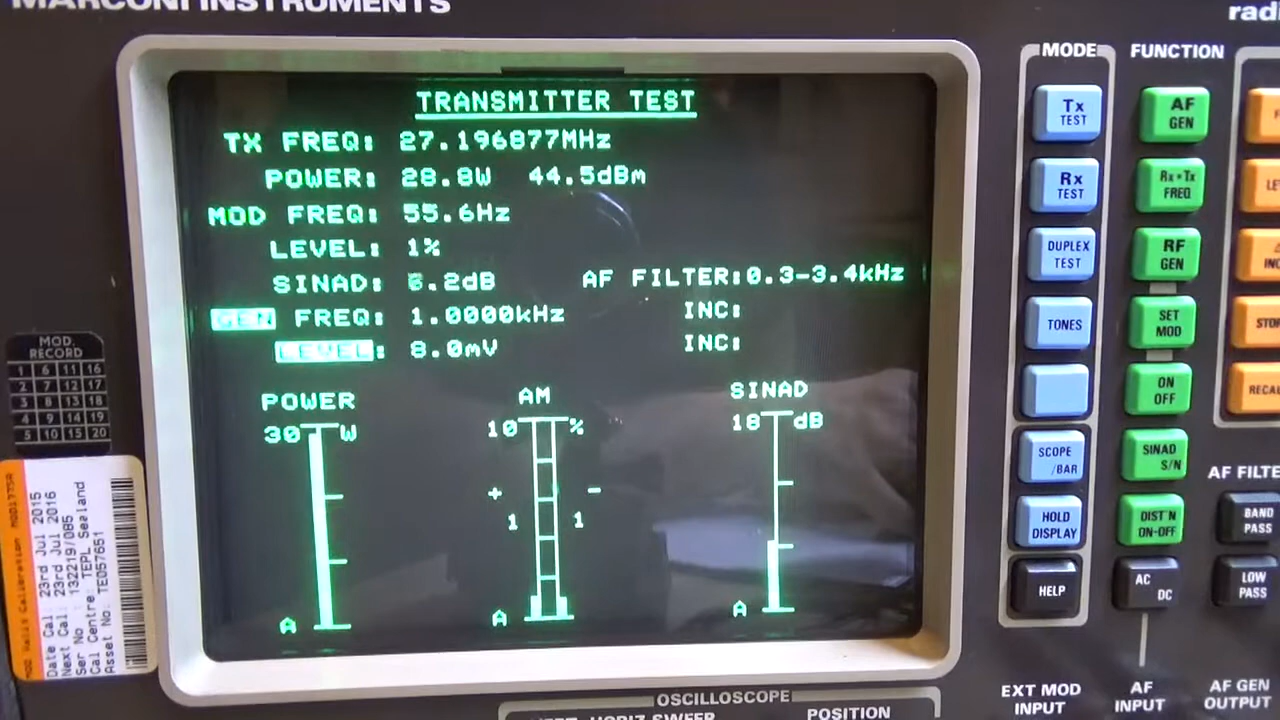 MARCONI INSTRUMENTS
TRANSMITTER TEST
TX FREQ: 27.196877MHz
POWER: 28.8W 44.5dBm
MOD FREQ: 55.6Hz
LEVEL: 1%
SINAD: 6.2dB AF FILTER:0.3-3.4kHz
GEN FREQ: 1.0000kHz INC:
LEVEL: 8.0mV INC:
POWER
30 W
A
AM
10 %
+ -
1 1
A
SINAD
18 dB
A
MODE
Tx
TEST
Rx
TEST
DUPLEX
TEST
TONES
SCOPE
/BAR
HOLD
DISPLAY
HELP
FUNCTION
AF
GEN
Rx=Tx
FREQ
RF
GEN
SET
MOD
ON
OFF
SINAD
S/N
DIST'N
ON-OFF
AC
DC
BAND
PASS
LOW
PASS
EXT MOD
INPUT
AF
INPUT
AF GEN
OUTPUT
OSCILLOSCOPE
HORIZ SWEEP
POSITION
MOD.
RECORD
1 6 11 16
2 7 12 17
3 8 13 18
4 9 14 19
5 10 15 20
Date Cal: 23rd Jul 2015
Next Cal: 23rd Jul 2016
Ser No : 132219/085
Cal Centre: TEPL Sealand
Asset No: TE057651